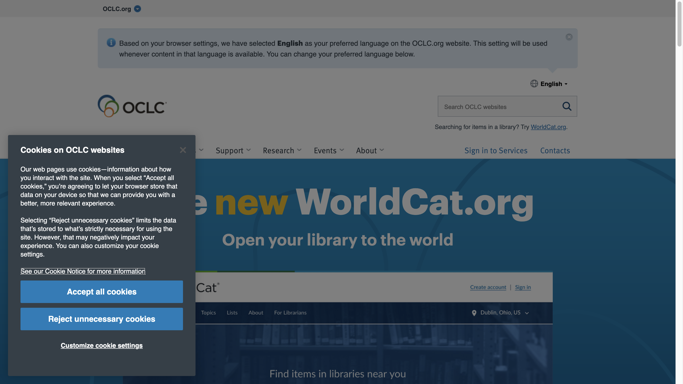 OCLC.org
Based on your browser settings, we have selected English as your preferred language on the OCLC.org website. This setting will be used
whenever content in that language is available. You can change your preferred language below.
English
OCLC
Search OCLC websites
Searching for items in a library? Try WorldCat.org.
Support
Research
Events
About
Sign in to Services
Contacts
Cookies on OCLC websites
Our web pages use cookies—information about how
you interact with the site. When you select "Accept all
cookies," you're agreeing to let your browser store that
data on your device so that we can provide you with a
better, more relevant experience.
Selecting "Reject unnecessary cookies" limits the data
that's stored to what's strictly necessary for using the
site. However, that may negatively impact your
experience. You can also customize your cookie
settings.
See our Cookie Notice for more information
Accept all cookies
Reject unnecessary cookies
Customize cookie settings
new WorldCat.org
Open your library to the world
Cat
Create account | Sign in
Topics
Lists
About
For Librarians
Dublin, Ohio, US
Find items in libraries near you